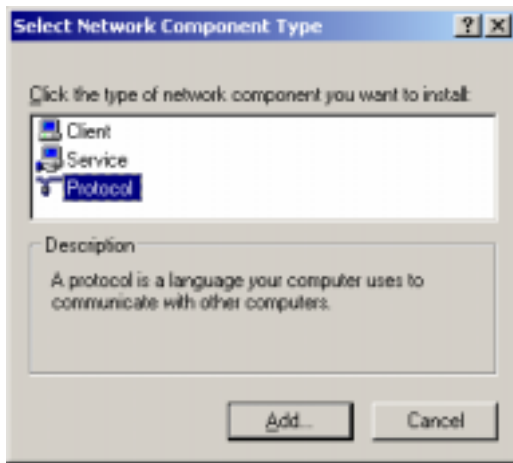 Select Network Component Type
Click the type of network component you want to install:
Client
Service
Protocol
Description
A protocol is a language your computer uses to
communicate with other computers.
Add...
Cancel